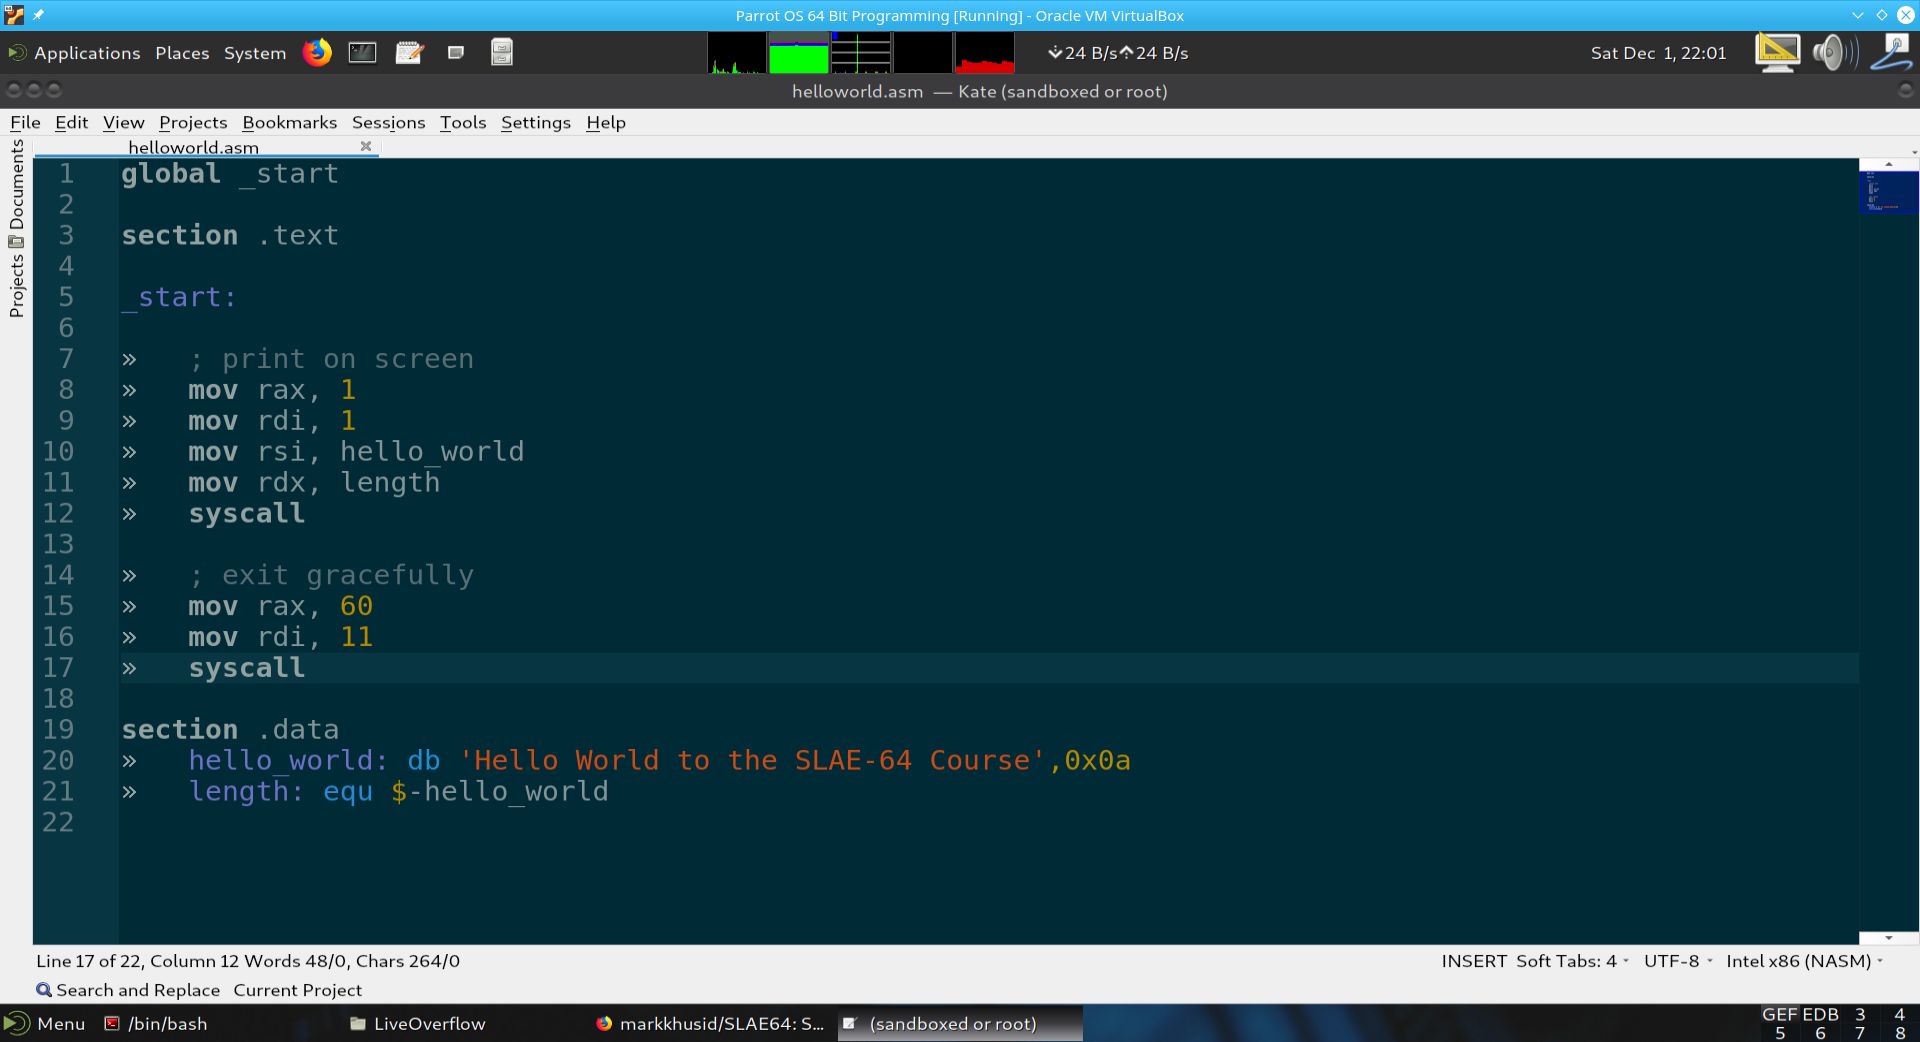 Parrot OS 64 Bit Programming [Running] - Oracle VM VirtualBox
Applications Places System
24 B/s 24 B/s
Sat Dec 1, 22:01
helloworld.asm — Kate (sandboxed or root)
File Edit View Projects Bookmarks Sessions Tools Settings Help
helloworld.asm
Documents
Projects
1 global _start
2
3 section .text
4
5 _start:
6
7 » ; print on screen
8 » mov rax, 1
9 » mov rdi, 1
10 » mov rsi, hello_world
11 » mov rdx, length
12 » syscall
13
14 » ; exit gracefully
15 » mov rax, 60
16 » mov rdi, 11
17 » syscall
18
19 section .data
20 » hello_world: db 'Hello World to the SLAE-64 Course',0x0a
21 » length: equ $-hello_world
22
Line 17 of 22, Column 12 Words 48/0, Chars 264/0
INSERT Soft Tabs: 4 UTF-8 Intel x86 (NASM)
Search and Replace Current Project
Menu /bin/bash LiveOverflow markkhusid/SLAE64: S... (sandboxed or root)
GEF EDB 3 4
5 6 7 8